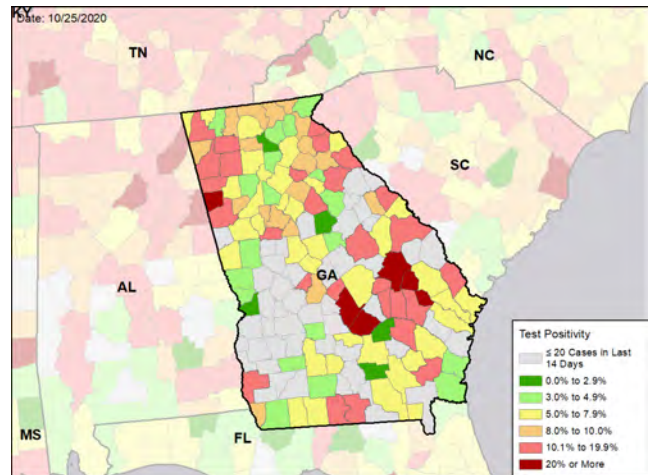 KY
Date: 10/25/2020
TN
NC
SC
AL
GA
MS
FL
Test Positivity
≤ 20 Cases in Last
14 Days
0.0% to 2.9%
3.0% to 4.9%
5.0% to 7.9%
8.0% to 10.0%
10.1% to 19.9%
20% or More